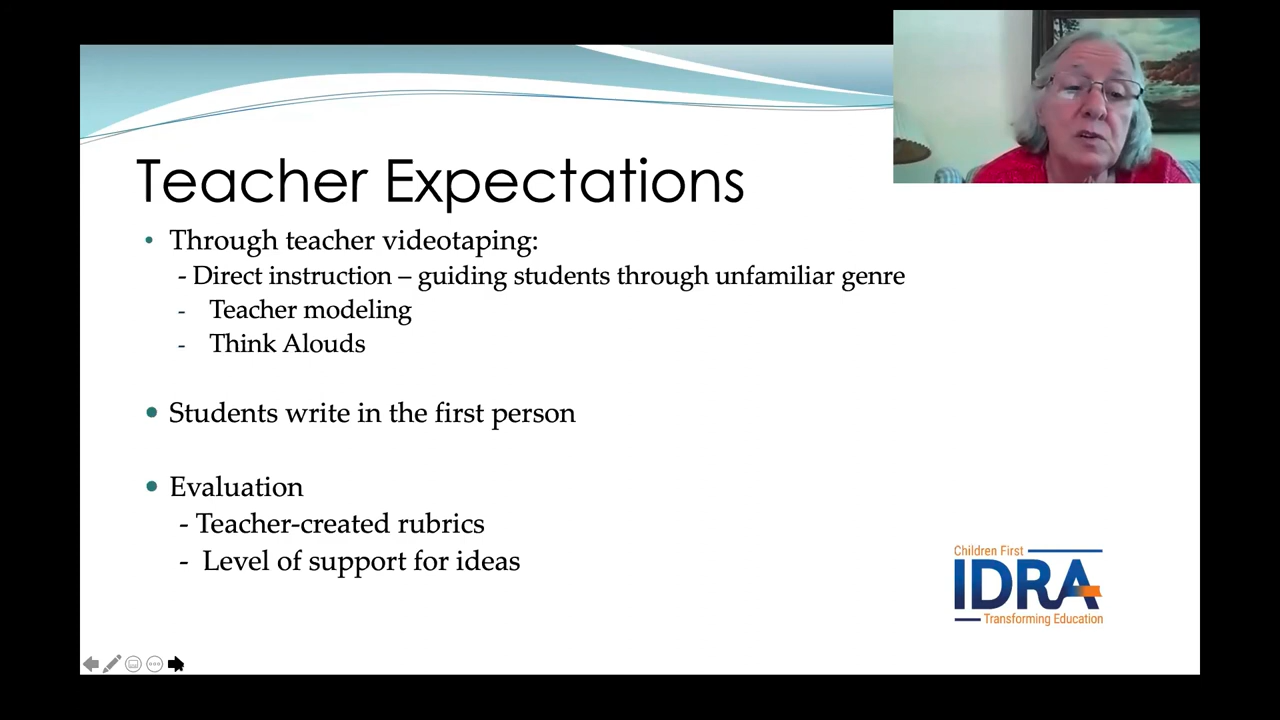 Teacher Expectations
• Through teacher videotaping:
- Direct instruction – guiding students through unfamiliar genre
- Teacher modeling
- Think Alouds
• Students write in the first person
• Evaluation
- Teacher-created rubrics
- Level of support for ideas
Children First
IDRA
Transforming Education